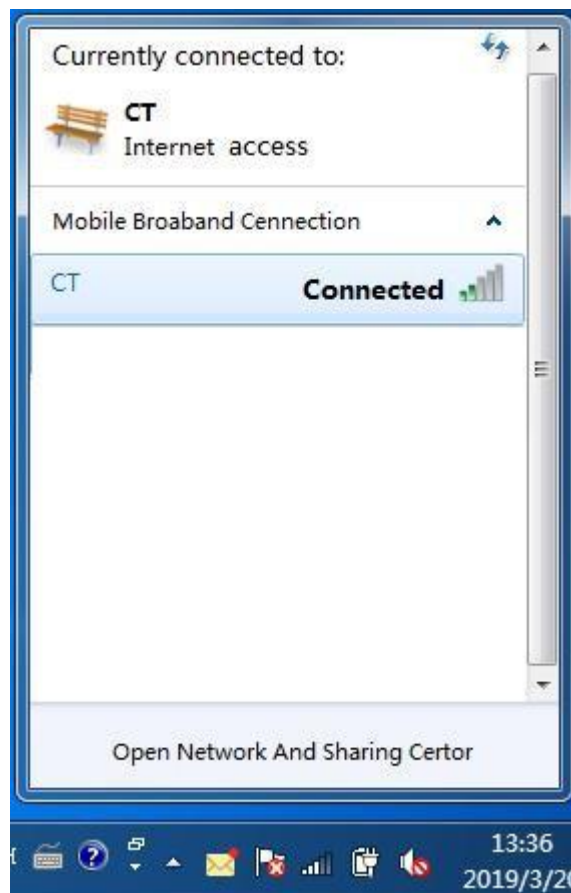 Currently connected to:
CT
Internet access
Mobile Broaband Cennection
CT Connected
Open Network And Sharing Certor
13:36